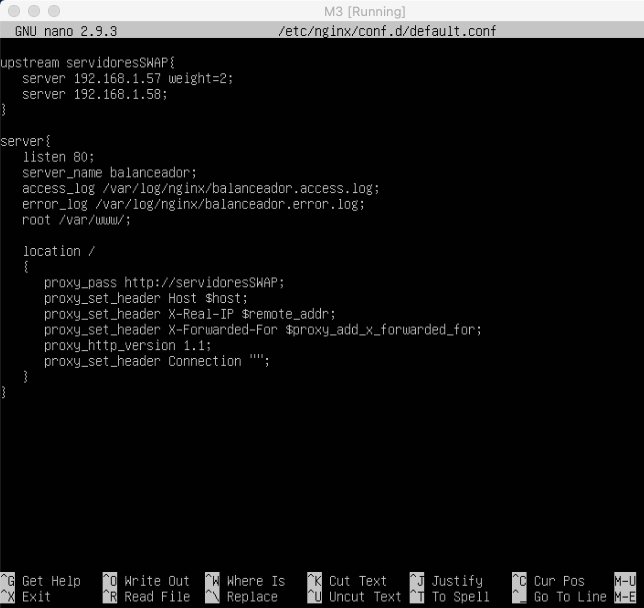 M3 [Running]
GNU nano 2.9.3 /etc/nginx/conf.d/default.conf
upstream servidoresSWAP{
   server 192.168.1.57 weight=2;
   server 192.168.1.58;
}
server{
   listen 80;
   server_name balanceador;
   access_log /var/log/nginx/balanceador.access.log;
   error_log /var/log/nginx/balanceador.error.log;
   root /var/www/;
   location /
   {
      proxy_pass http://servidoresSWAP;
      proxy_set_header Host $host;
      proxy_set_header X-Real-IP $remote_addr;
      proxy_set_header X-Forwarded-For $proxy_add_x_forwarded_for;
      proxy_http_version 1.1;
      proxy_set_header Connection "";
   }
}
^G Get Help ^O Write Out ^W Where Is ^K Cut Text ^J Justify ^C Cur Pos M-U
^X Exit ^R Read File ^\ Replace ^U Uncut Text ^T To Spell ^_ Go To Line M-E